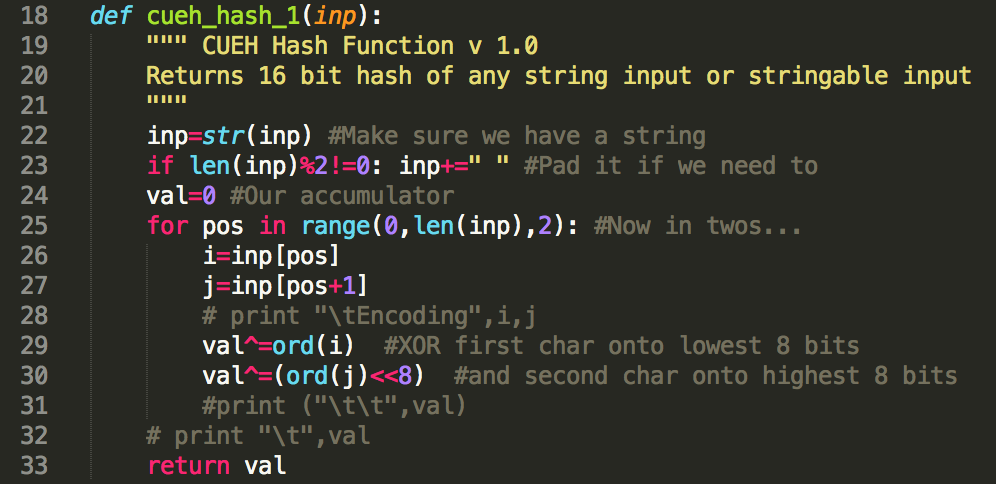 18 def cueh_hash_1(inp):
19 """ CUEH Hash Function v 1.0
20 Returns 16 bit hash of any string input or stringable input
21 """
22 inp=str(inp) #Make sure we have a string
23 if len(inp)%2!=0: inp+=" " #Pad it if we need to
24 val=0 #Our accumulator
25 for pos in range(0,len(inp),2): #Now in twos...
26 i=inp[pos]
27 j=inp[pos+1]
28 # print "\tEncoding",i,j
29 val^=ord(i)  #XOR first char onto lowest 8 bits
30 val^=(ord(j)<<8)  #and second char onto highest 8 bits
31 #print ("\t\t",val)
32 # print "\t",val
33 return val